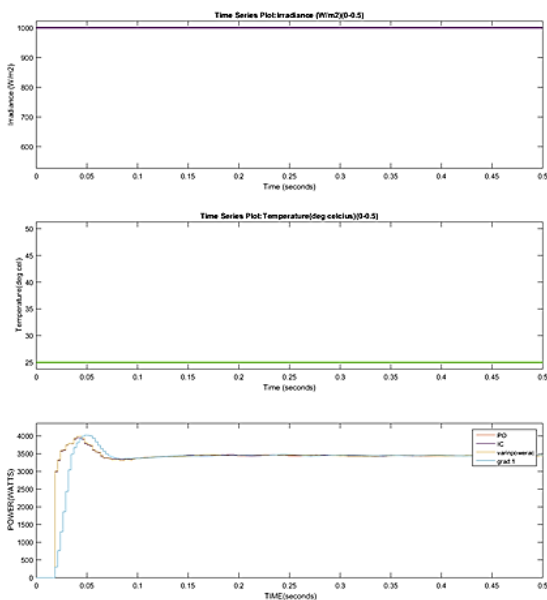 Time Series Plot:Irradiance (W/m2)(0-0.5)
Irradiance (W/m2)
1000
900
800
700
600
0 0.05 0.1 0.15 0.2 0.25 0.3 0.35 0.4 0.45 0.5
Time (seconds)
Time Series Plot:Temperature(deg celcius)(0-0.5)
Temperature(deg cel)
50
45
40
35
30
25
0 0.05 0.1 0.15 0.2 0.25 0.3 0.35 0.4 0.45 0.5
Time (seconds)
POWER(WATTS)
4000
3500
3000
2500
2000
1500
1000
500
0
PO
IC
varinpowerac
grad 1
0 0.05 0.1 0.15 0.2 0.25 0.3 0.35 0.4 0.45 0.5
TIME(seconds)